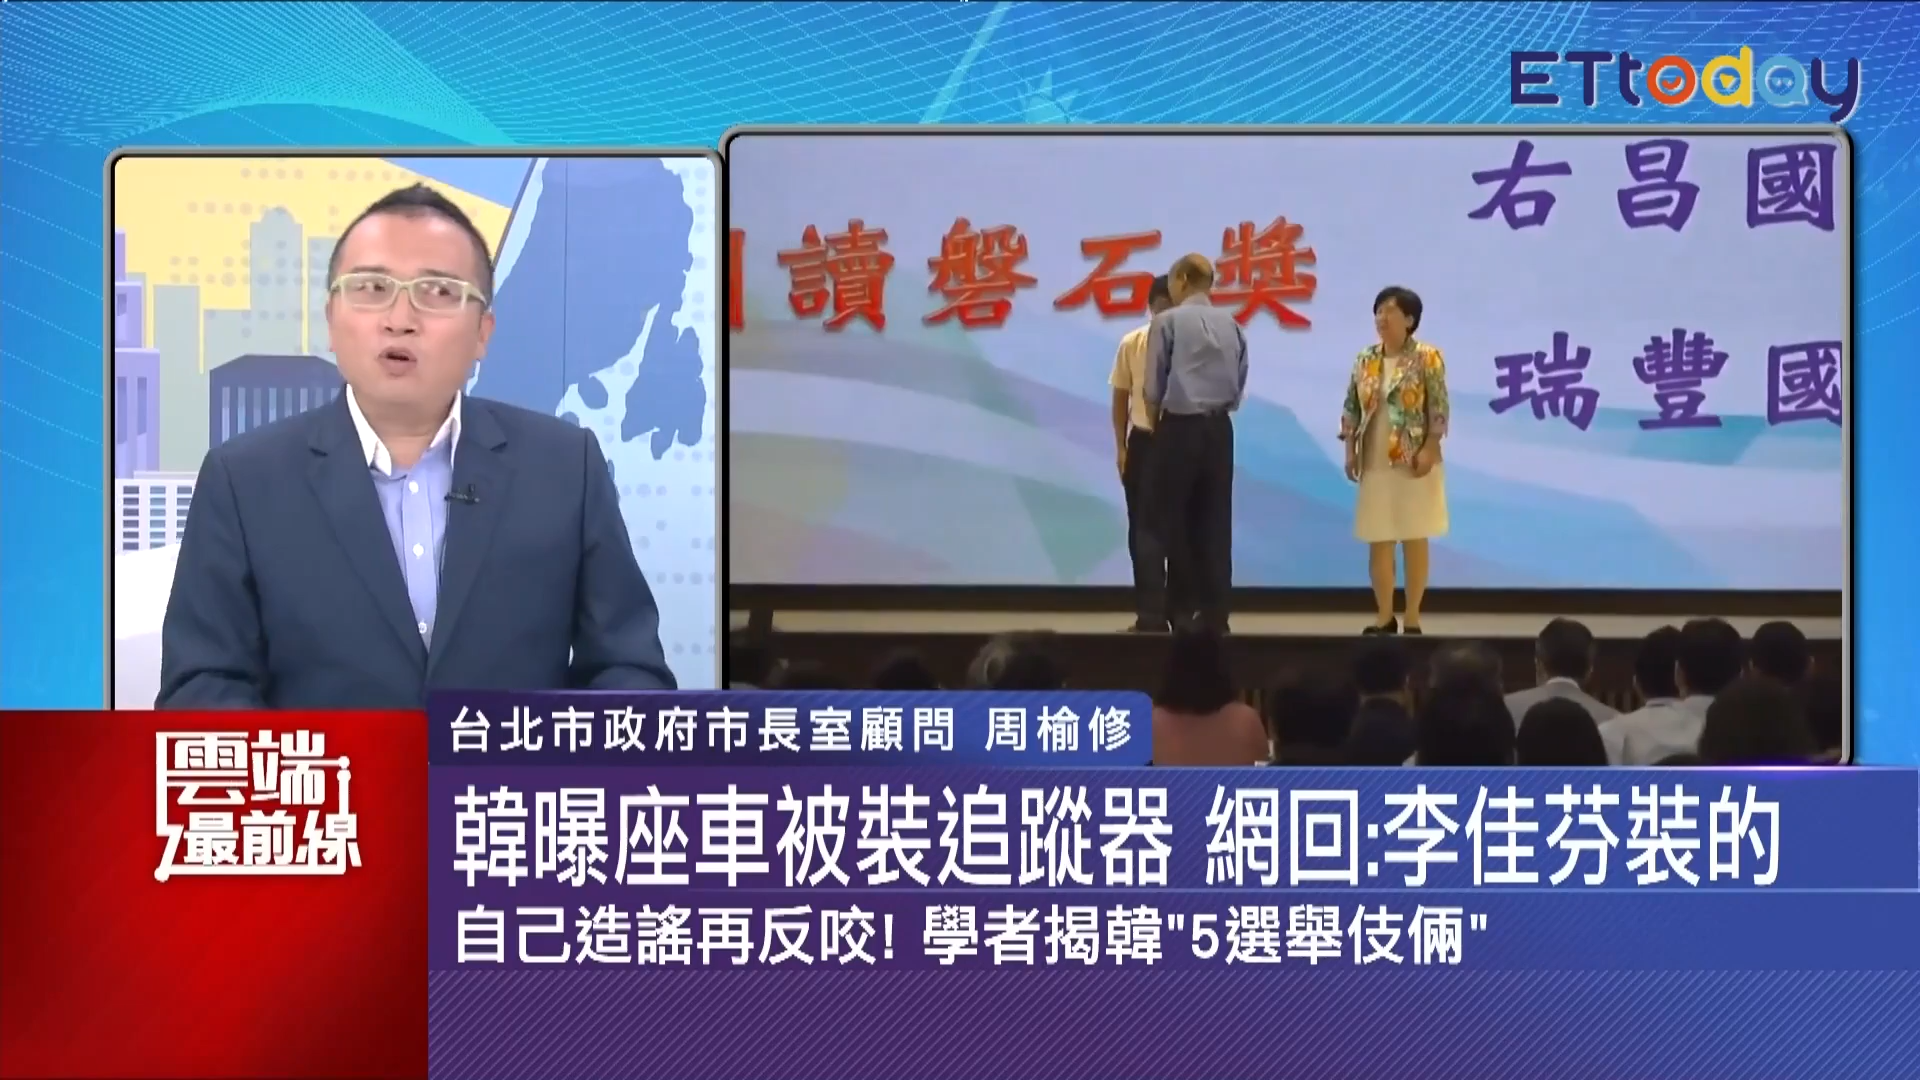 ETtoday
右昌國
讀磐石獎
瑞豐國
台北市政府市長室顧問 周榆修
雲端
最前線
韓曝座車被裝追蹤器 網回:李佳芬裝的
自己造謠再反咬! 學者揭韓"5選舉伎倆"